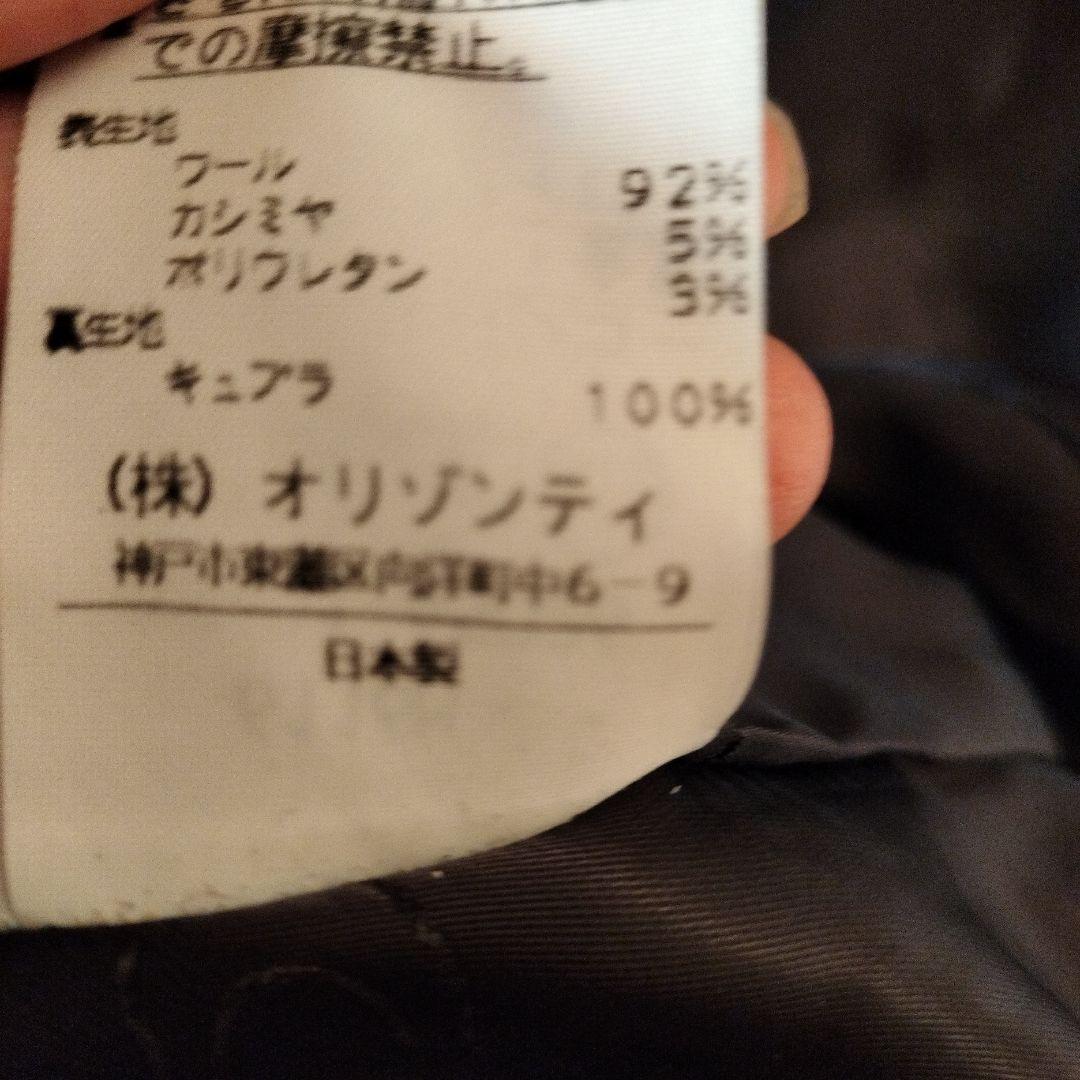 での摩擦禁止。
表生地
ウール 92%
カシミヤ 5%
ポリウレタン 3%
裏生地
キュプラ 100%
(株) オリゾンティ
神戸市東灘区向洋町中6-9
日本製